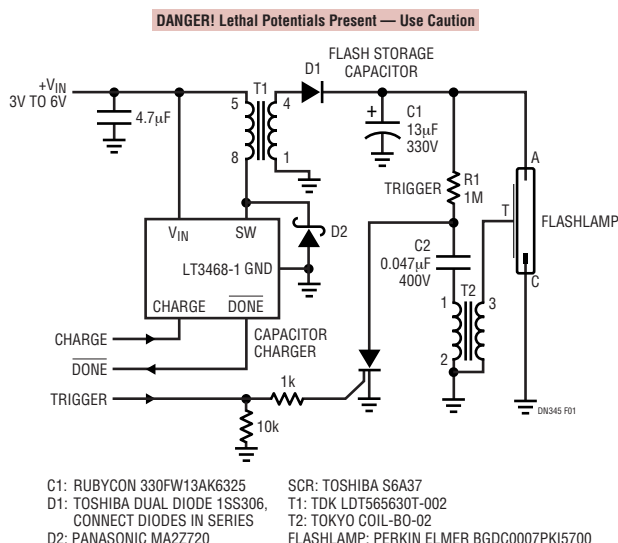 DANGER! Lethal Potentials Present — Use Caution
FLASH STORAGE
CAPACITOR
D1
T1
+VIN
3V TO 6V
4.7µF
5
4
8
1
+
C1
13µF
330V
A
R1
1M
TRIGGER
T
FLASHLAMP
C
D2
VIN
SW
LT3468-1 GND
CHARGE
DONE
C2
0.047µF
400V
1
T2
3
2
CHARGE
DONE
TRIGGER
CAPACITOR
CHARGER
1k
10k
DN345 F01
C1: RUBYCON 330FW13AK6325
D1: TOSHIBA DUAL DIODE 1SS306,
CONNECT DIODES IN SERIES
D2: PANASONIC MA2Z720
SCR: TOSHIBA S6A37
T1: TDK LDT565630T-002
T2: TOKYO COIL-BO-02
FLASHLAMP: PERKIN ELMER BGDC0007PKI5700